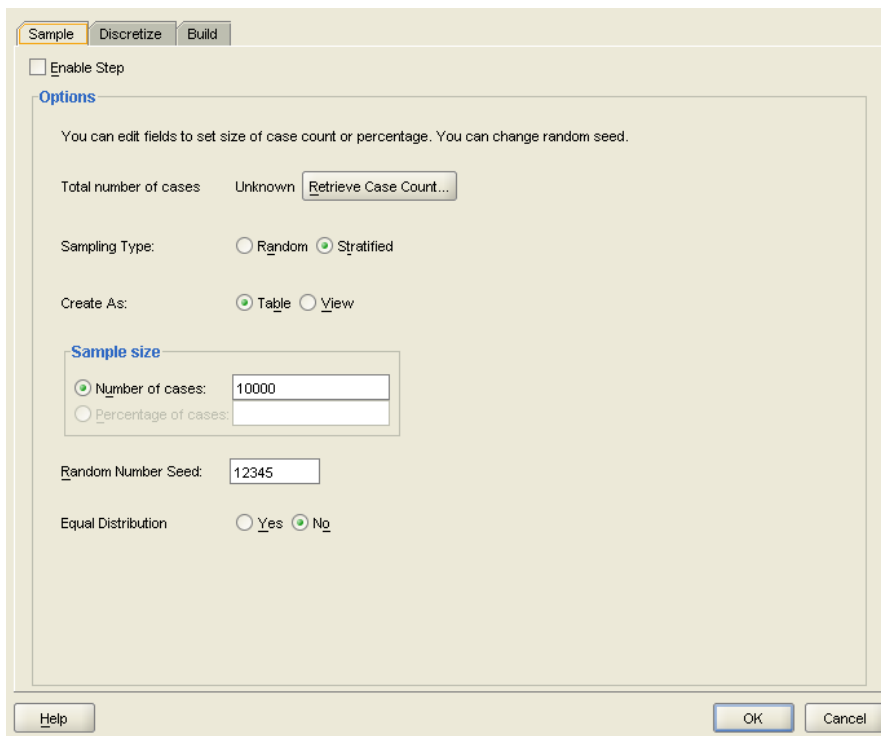 Sample Discretize Build
Enable Step
Options
You can edit fields to set size of case count or percentage. You can change random seed.
Total number of cases Unknown Retrieve Case Count...
Sampling Type: Random Stratified
Create As: Table View
Sample size
Number of cases: 10000
Percentage of cases:
Random Number Seed: 12345
Equal Distribution Yes No
Help OK Cancel